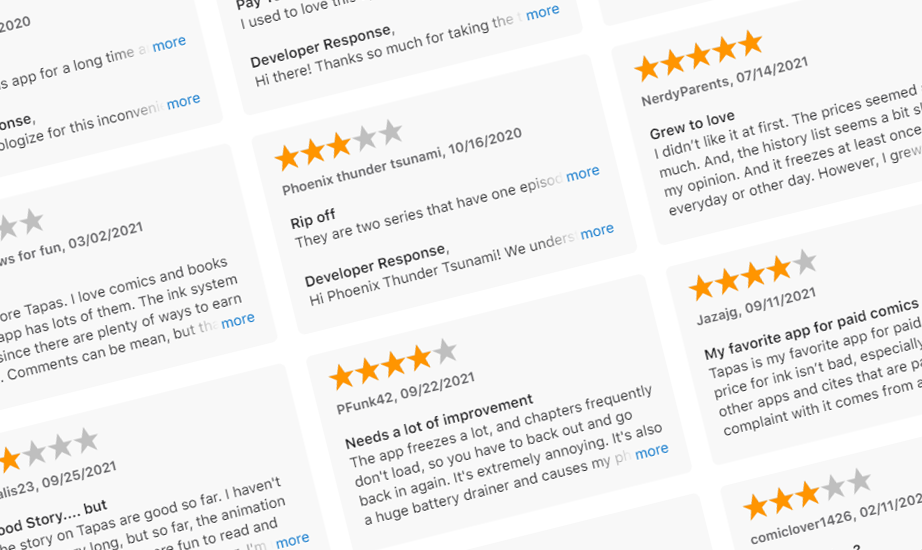 2020
app for a long time a more
onse,
ologize for this inconveni more
ws for fun, 03/02/2021
ore Tapas. I love comics and books
app has lots of them. The ink system
since there are plenty of ways to earn
. Comments can be mean, but th more
alis23, 09/25/2021
ood Story.... but
he story on Tapas are good so far. I haven't
long, but so far, the animation
re fun to read and
I'm more
Pay
I used to love this
Developer Response,
Hi there! Thanks so much for taking the t more
Phoenix thunder tsunami, 10/16/2020
Rip off
They are two series that have one episod more
Developer Response,
Hi Phoenix Thunder Tsunami! We unders more
PFunk42, 09/22/2021
Needs a lot of improvement
The app freezes a lot, and chapters frequently
don't load, so you have to back out and go
back in again. It's extremely annoying. It's also
a huge battery drainer and causes my ph more
NerdyParents, 07/14/2021
Grew to love
I didn't like it at first. The prices seemed
much. And, the history list seems a bit
my opinion. And it freezes at least once
everyday or other day. However, I grew
Jazajg, 09/11/2021
My favorite app for paid comics
Tapas is my favorite app for paid
price for ink isn't bad, especially
other apps and cites that are pa
complaint with it comes from a
comiclover1426, 02/11/202